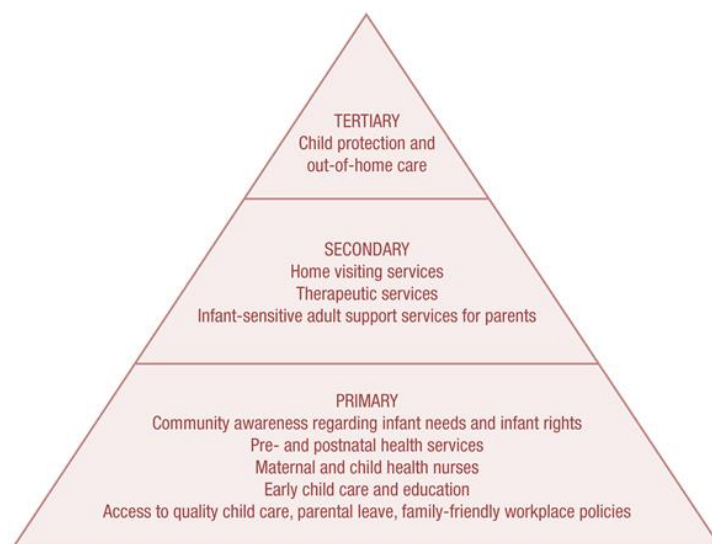 TERTIARY
Child protection and
out-of-home care
SECONDARY
Home visiting services
Therapeutic services
Infant-sensitive adult support services for parents
PRIMARY
Community awareness regarding infant needs and infant rights
Pre- and postnatal health services
Maternal and child health nurses
Early child care and education
Access to quality child care, parental leave, family-friendly workplace policies